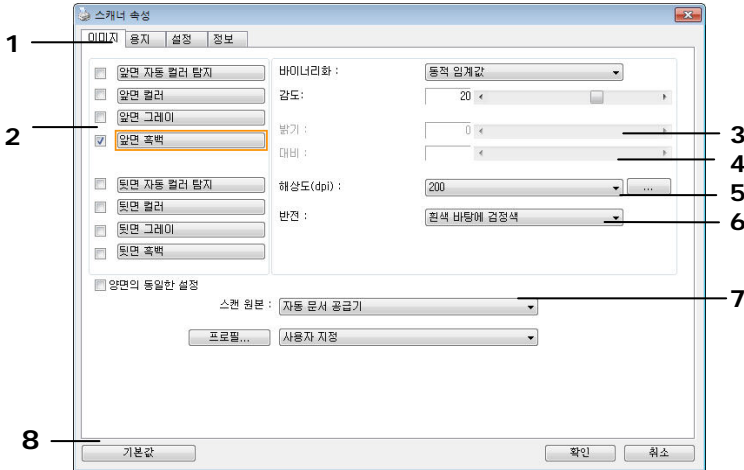 스캐너 속성
1
이미지 용지 설정 정보
2
앞면 자동 컬러 탐지
앞면 컬러
앞면 그레이
앞면 흑백
뒷면 자동 컬러 탐지
뒷면 컬러
뒷면 그레이
뒷면 흑백
바이너리화 : 동적 임계값
감도: 20
밝기 : 0
3
대비 :
4
해상도(dpi) : 200 ...
5
반전 : 흰색 바탕에 검정색
6
양면의 동일한 설정
스캔 원본 : 자동 문서 공급기
7
프로필... 사용자 지정
8
기본값 확인 취소